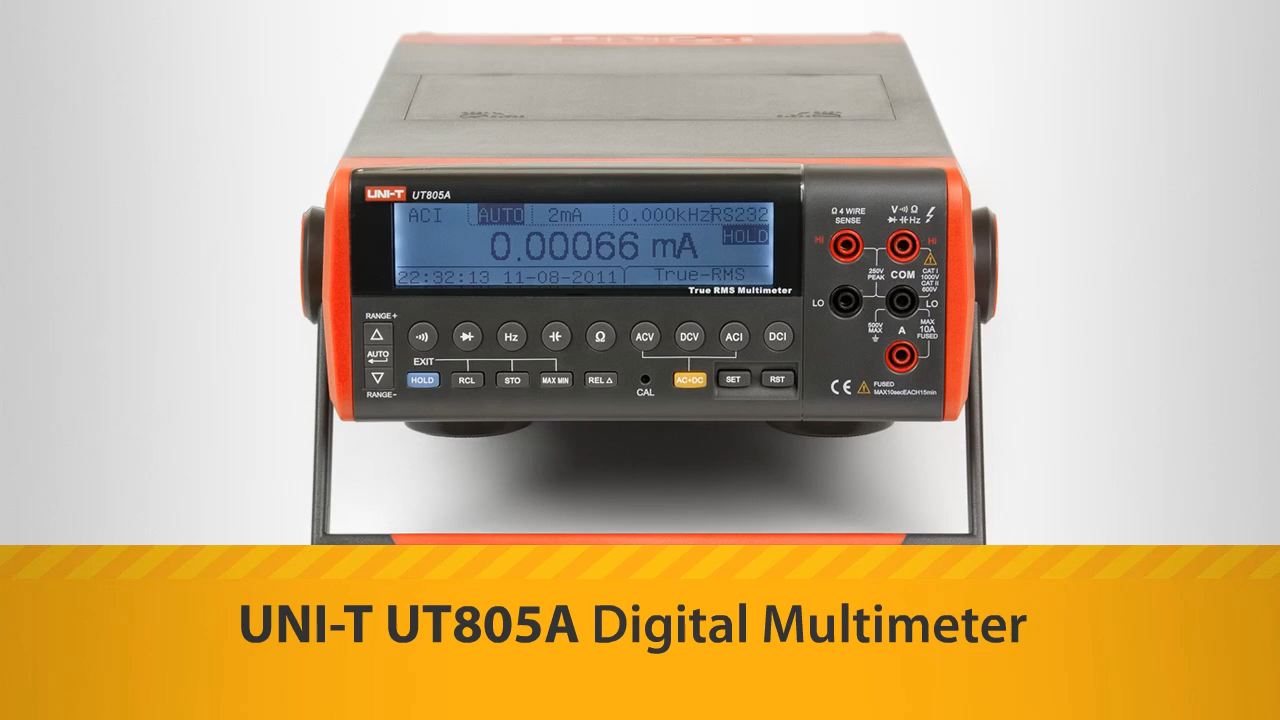 UNI-T UT805A
ACI AUTO 2mA 0.000kHz RS232
0.00066 mA HOLD
22:32:13 11-08-2011 True-RMS
True RMS Multimeter
RANGE+
AUTO
RANGE-
Hz Ω ACV DCV ACI DCI
EXIT
HOLD RCL STO MAX MIN REL △ CAL AC+DC SET RST
Ω 4 WIRE
SENSE
V Ω
Hz
HI HI
250V
PEAK
COM
CAT I
1000V
CAT II
600V
LO LO
500V
MAX
A
MAX
10A
FUSED
CE FUSED
MAX10secEACH15min
UNI-T UT805A Digital Multimeter